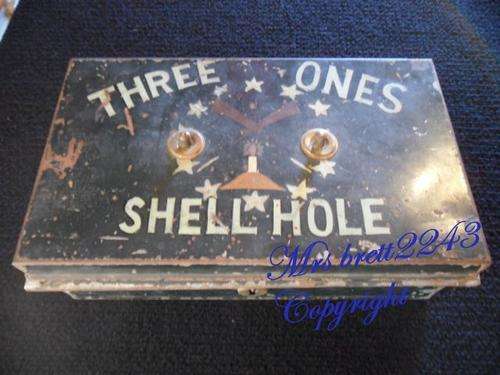 THREE ONES
SHELL HOLE
Mrs brett2243
Copyright